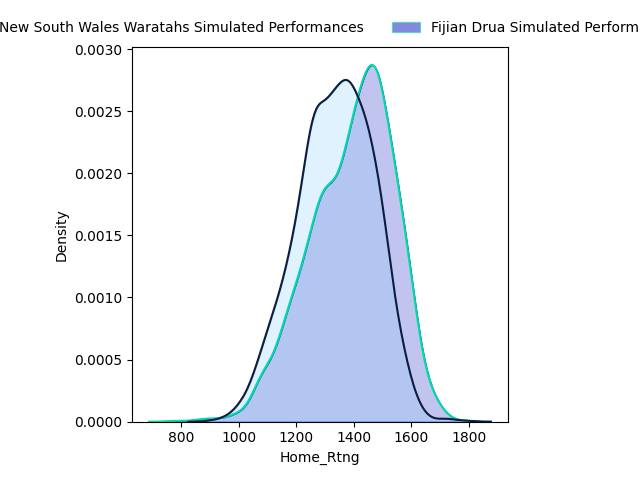 New South Wales Waratahs Simulated Performances Fijian Drua Simulated Perform
0.0030
0.0025
0.0020
0.0015
0.0010
0.0005
0.0000
Density
800 1000 1200 1400 1600 1800
Home_Rtng